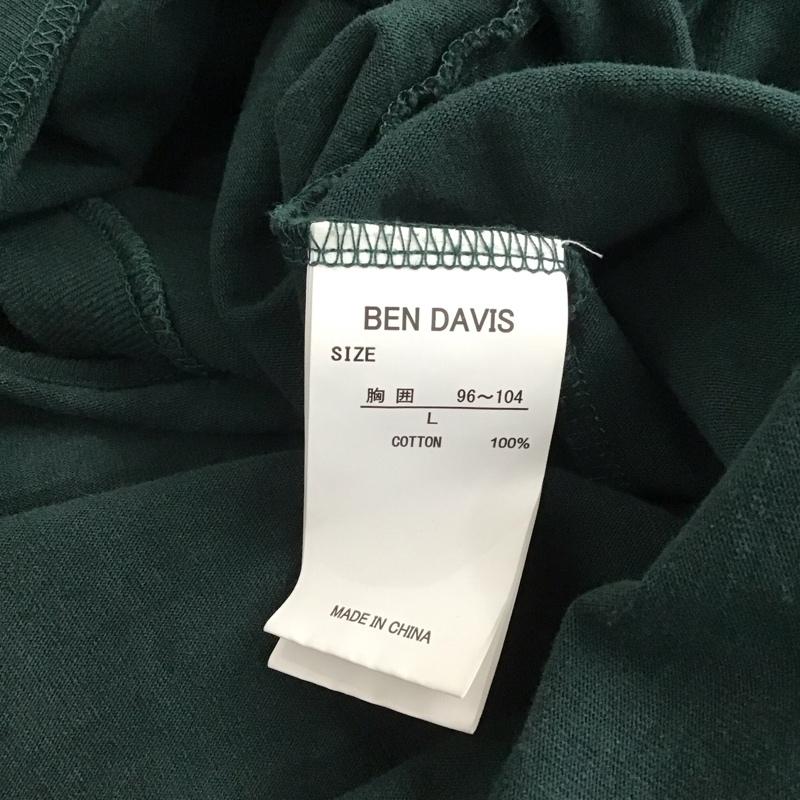 BEN DAVIS
SIZE
胸 囲 96～104
L
COTTON 100%
MADE IN CHINA